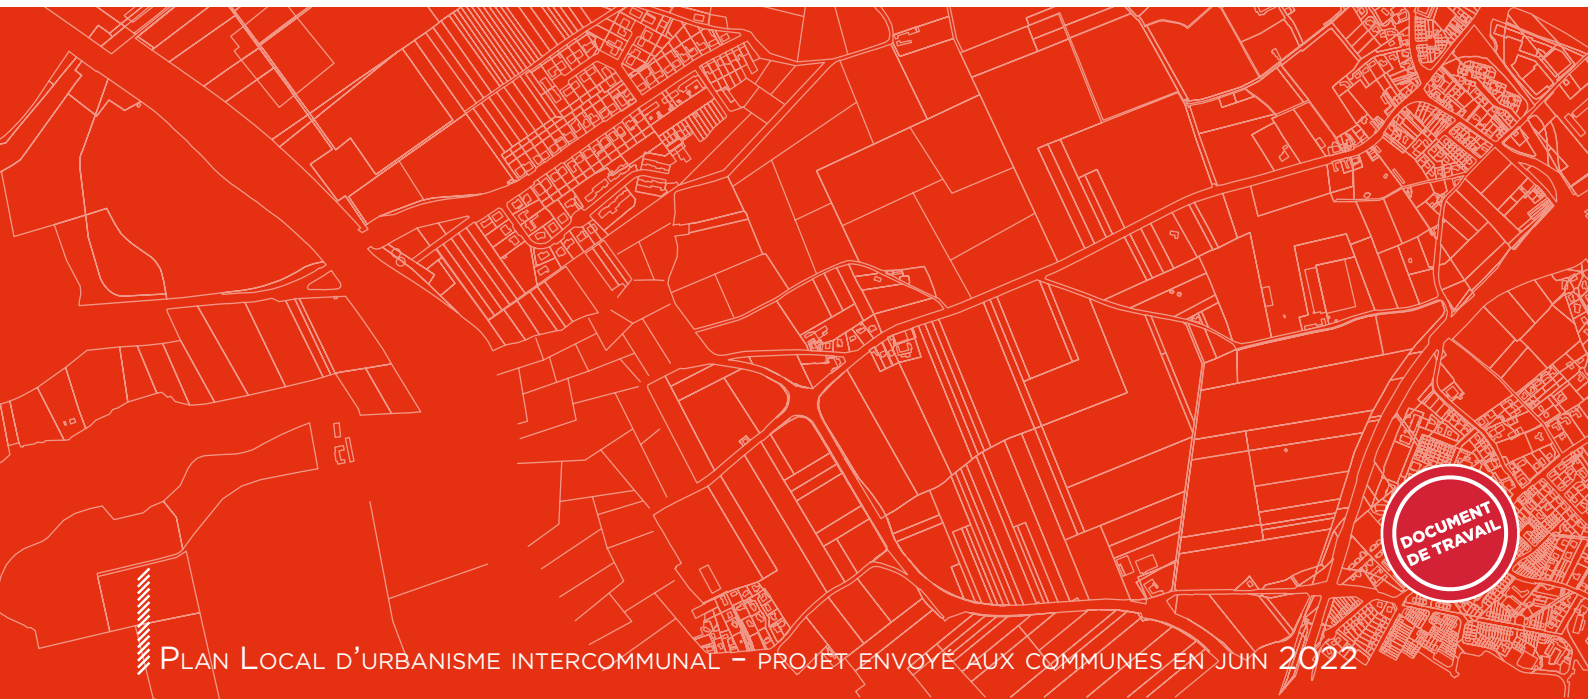 DOCUMENT
DE TRAVAIL
Plan Local d'urbanisme intercommunal – projet envoyé aux communes en juin 2022